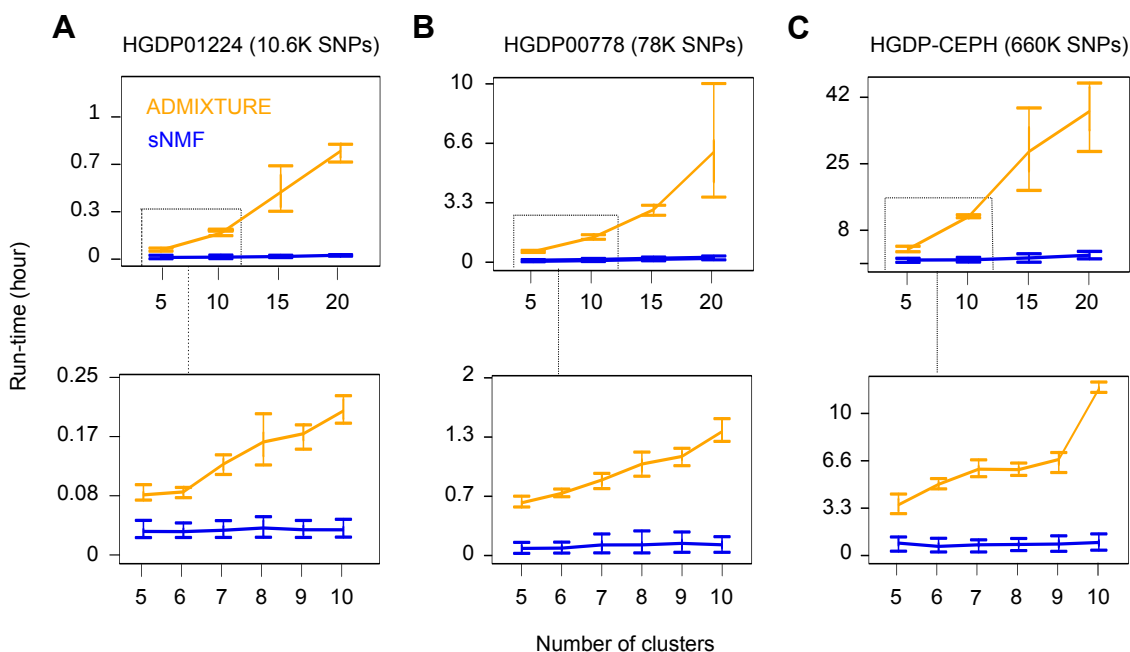 A
HGDP01224 (10.6K SNPs)
ADMIXTURE
sNMF
1
0.7
0.3
0
5 10 15 20
B
HGDP00778 (78K SNPs)
10
6.6
3.3
0
5 10 15 20
C
HGDP-CEPH (660K SNPs)
42
25
8
5 10 15 20
Run-time (hour)
0.25
0.17
0.08
0
5 6 7 8 9 10
2
1.3
0.7
0
5 6 7 8 9 10
10
6.6
3.3
0
5 6 7 8 9 10
Number of clusters